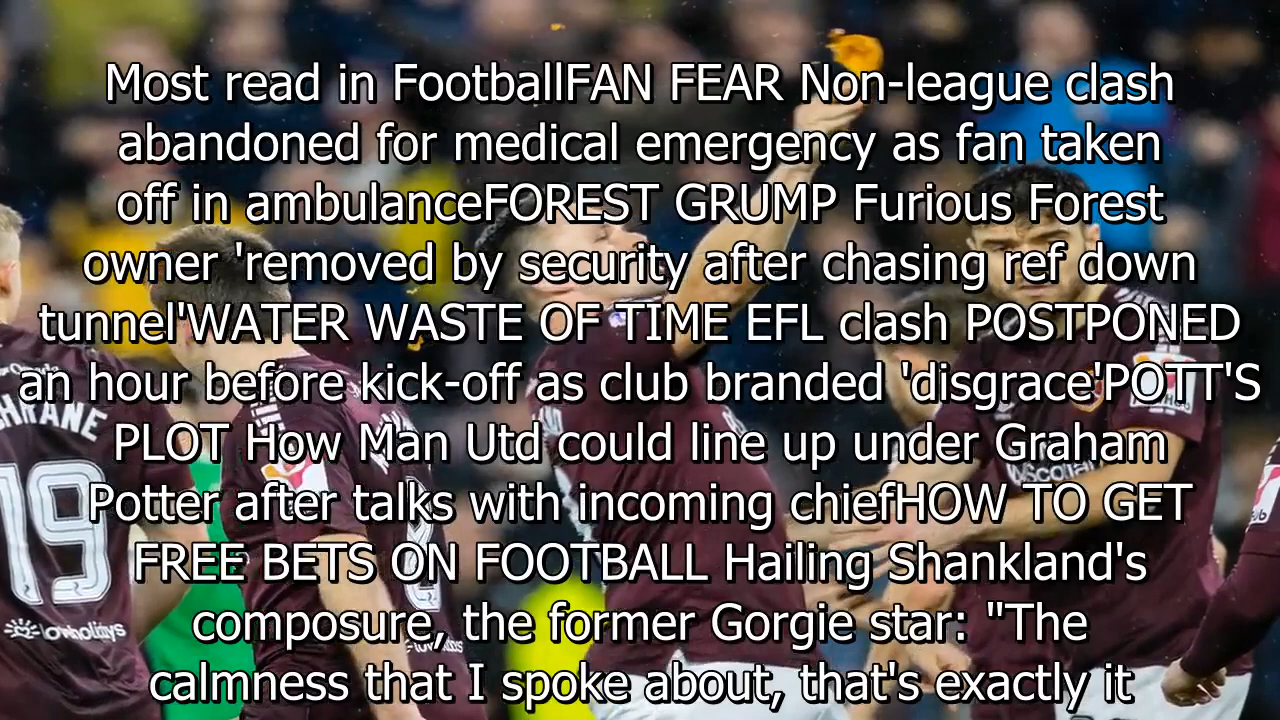 Most read in FootballFAN FEAR Non-league clash
abandoned for medical emergency as fan taken
off in ambulanceFOREST GRUMP Furious Forest
owner 'removed by security after chasing ref down
tunnel'WATER WASTE OF TIME EFL clash POSTPONED
an hour before kick-off as club branded 'disgrace'POTT'S
PLOT How Man Utd could line up under Graham
Potter after talks with incoming chiefHOW TO GET
FREE BETS ON FOOTBALL Hailing Shankland's
composure, the former Gorgie star: "The
calmness that I spoke about, that's exactly it
19